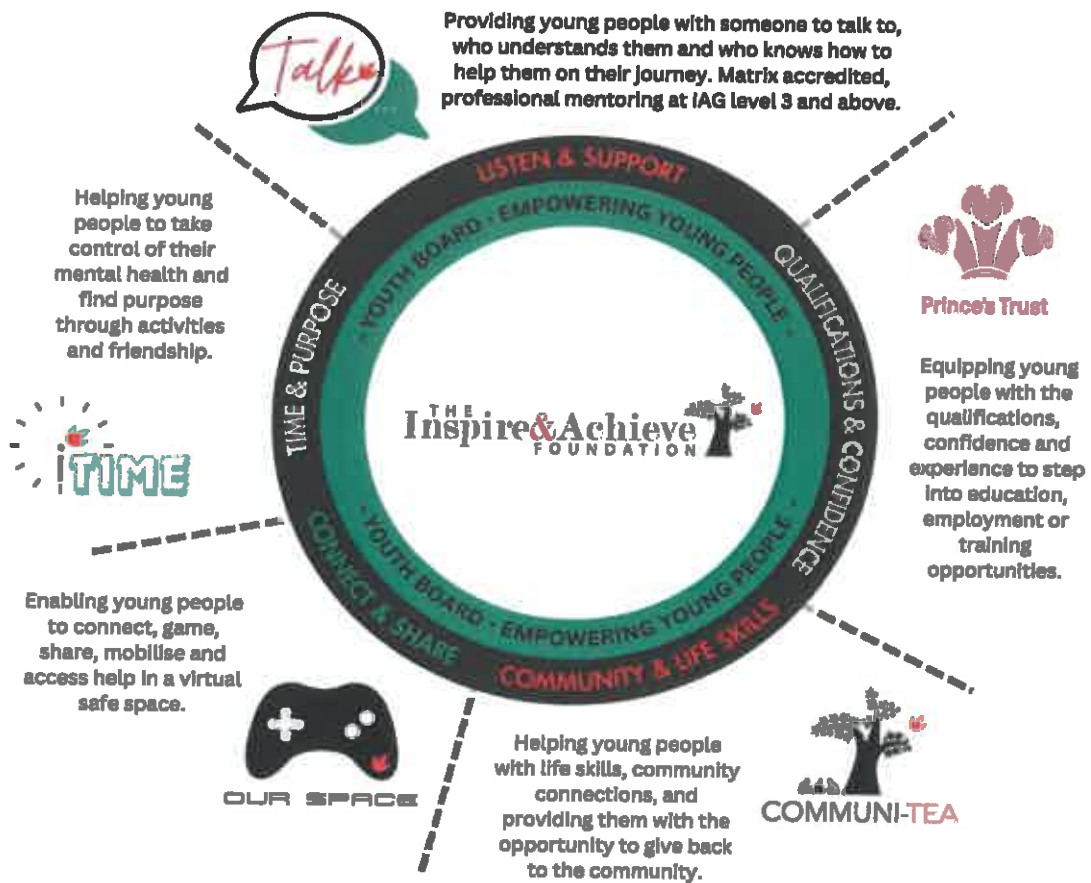 Talk
Providing young people with someone to talk to,
who understands them and who knows how to
help them on their journey. Matrix accredited,
professional mentoring at IAG level 3 and above.
LISTEN & SUPPORT
- YOUTH BOARD - EMPOWERING YOUNG PEOPLE -
QUALIFICATIONS & CONFIDENCE
Prince's Trust
Equipping young
people with the
qualifications,
confidence and
experience to step
into education,
employment or
training
opportunities.
Helping young
people to take
control of their
mental health and
find purpose
through activities
and friendship.
TIME & PURPOSE
iTIME
THE
Inspire&Achieve
FOUNDATION
CONNECT & SHARE
- YOUTH BOARD - EMPOWERING YOUNG PEOPLE -
COMMUNITY & LIFE SKILLS
Enabling young people
to connect, game,
share, mobilise and
access help in a virtual
safe space.
OUR SPACE
Helping young people
with life skills, community
connections, and
providing them with the
opportunity to give back
to the community.
COMMUNI-TEA